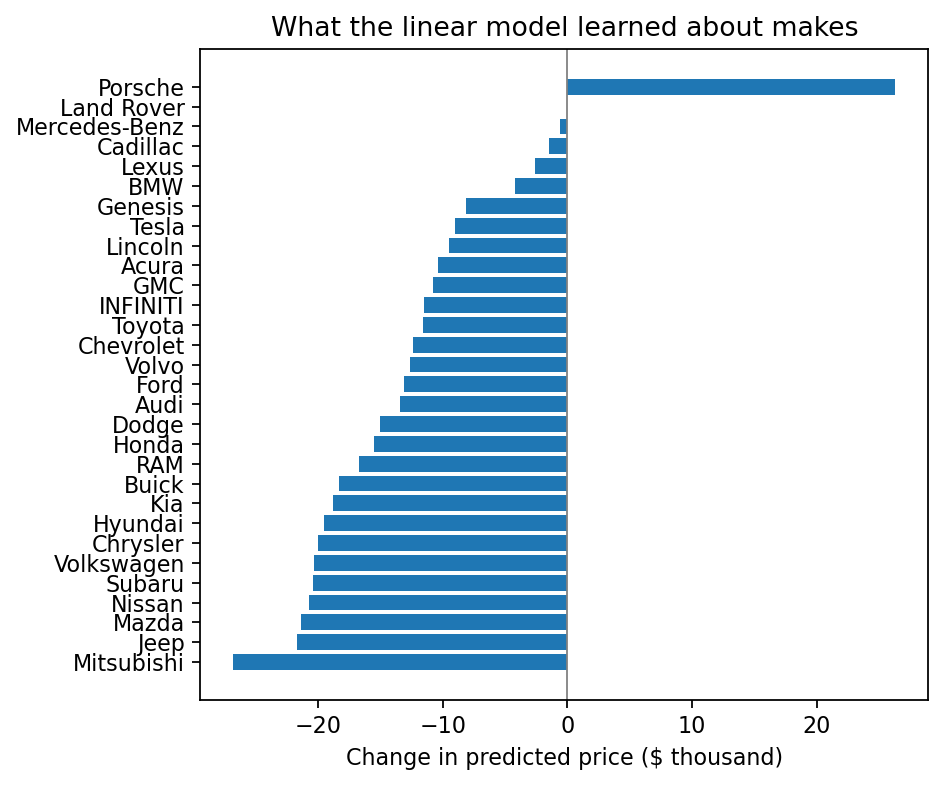 What the linear model learned about makes
Porsche
Land Rover
Mercedes-Benz
Cadillac
Lexus
BMW
Genesis
Tesla
Lincoln
Acura
GMC
INFINITI
Toyota
Chevrolet
Volvo
Ford
Audi
Dodge
Honda
RAM
Buick
Kia
Hyundai
Chrysler
Volkswagen
Subaru
Nissan
Mazda
Jeep
Mitsubishi
−20 −10 0 10 20
Change in predicted price ($ thousand)